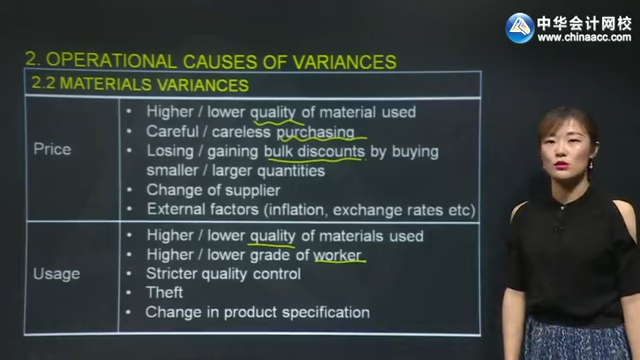 中华会计网校
www.chinaacc.com
2. OPERATIONAL CAUSES OF VARIANCES
2.2 MATERIALS VARIANCES
Price
• Higher / lower quality of material used
• Careful / careless purchasing
• Losing / gaining bulk discounts by buying
smaller / larger quantities
• Change of supplier
• External factors (inflation, exchange rates etc)
Usage
• Higher / lower quality of materials used
• Higher / lower grade of worker
• Stricter quality control
• Theft
• Change in product specification